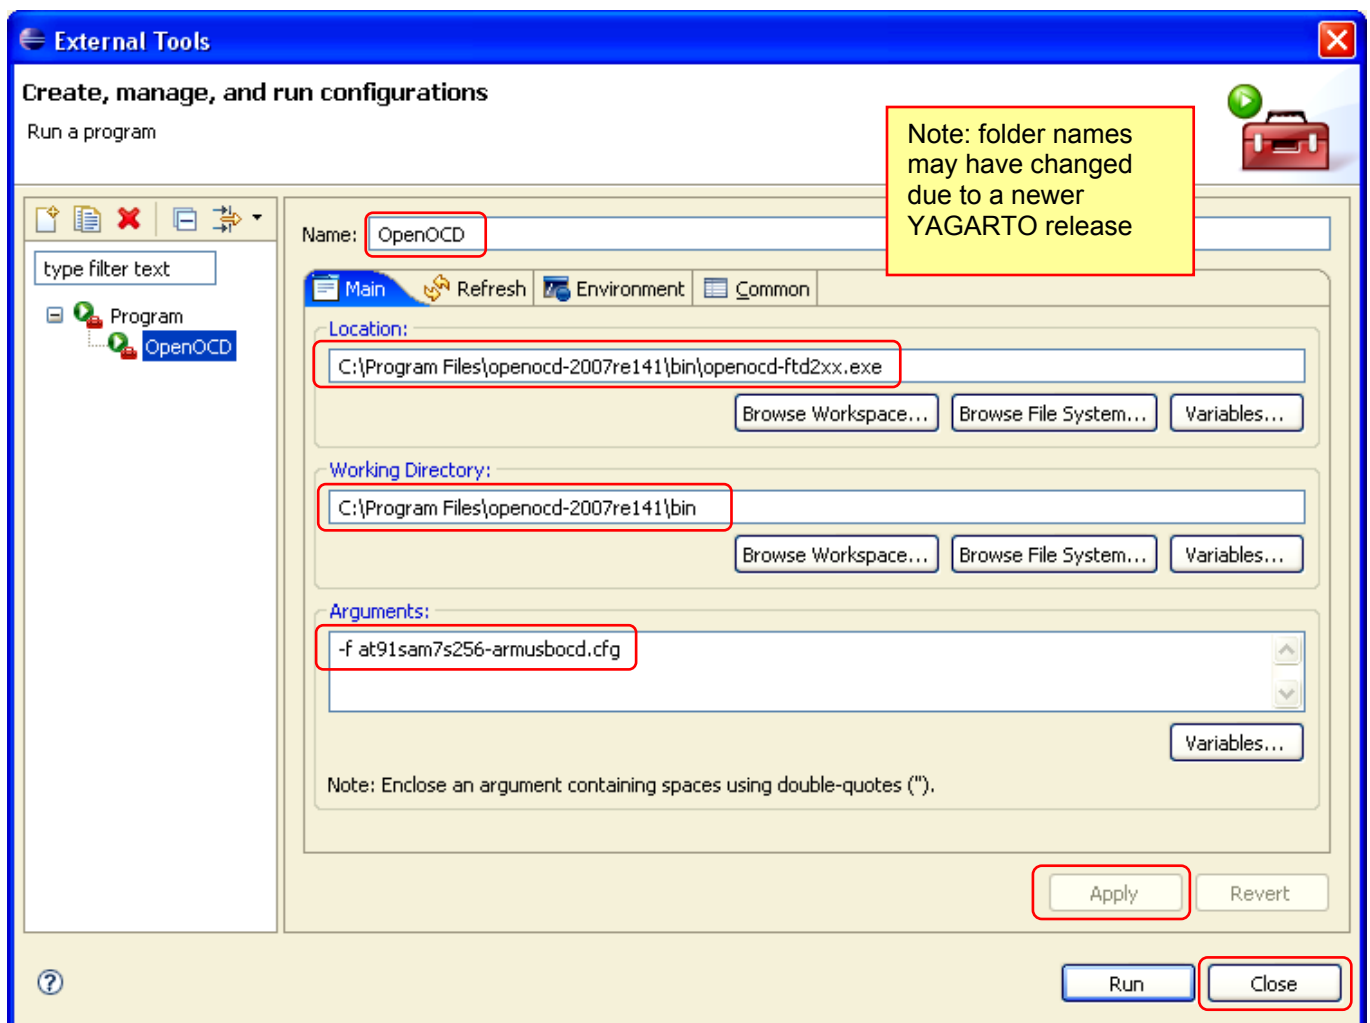 External Tools
Create, manage, and run configurations
Run a program
Note: folder names
may have changed
due to a newer
YAGARTO release
type filter text
Program
OpenOCD
Name: OpenOCD
Main Refresh Environment Common
Location:
C:\Program Files\openocd-2007re141\bin\openocd-ftd2xx.exe
Browse Workspace... Browse File System... Variables...
Working Directory:
C:\Program Files\openocd-2007re141\bin
Browse Workspace... Browse File System... Variables...
Arguments:
-f at91sam7s256-armusbocd.cfg
Variables...
Note: Enclose an argument containing spaces using double-quotes (").
Apply Revert
? Run Close